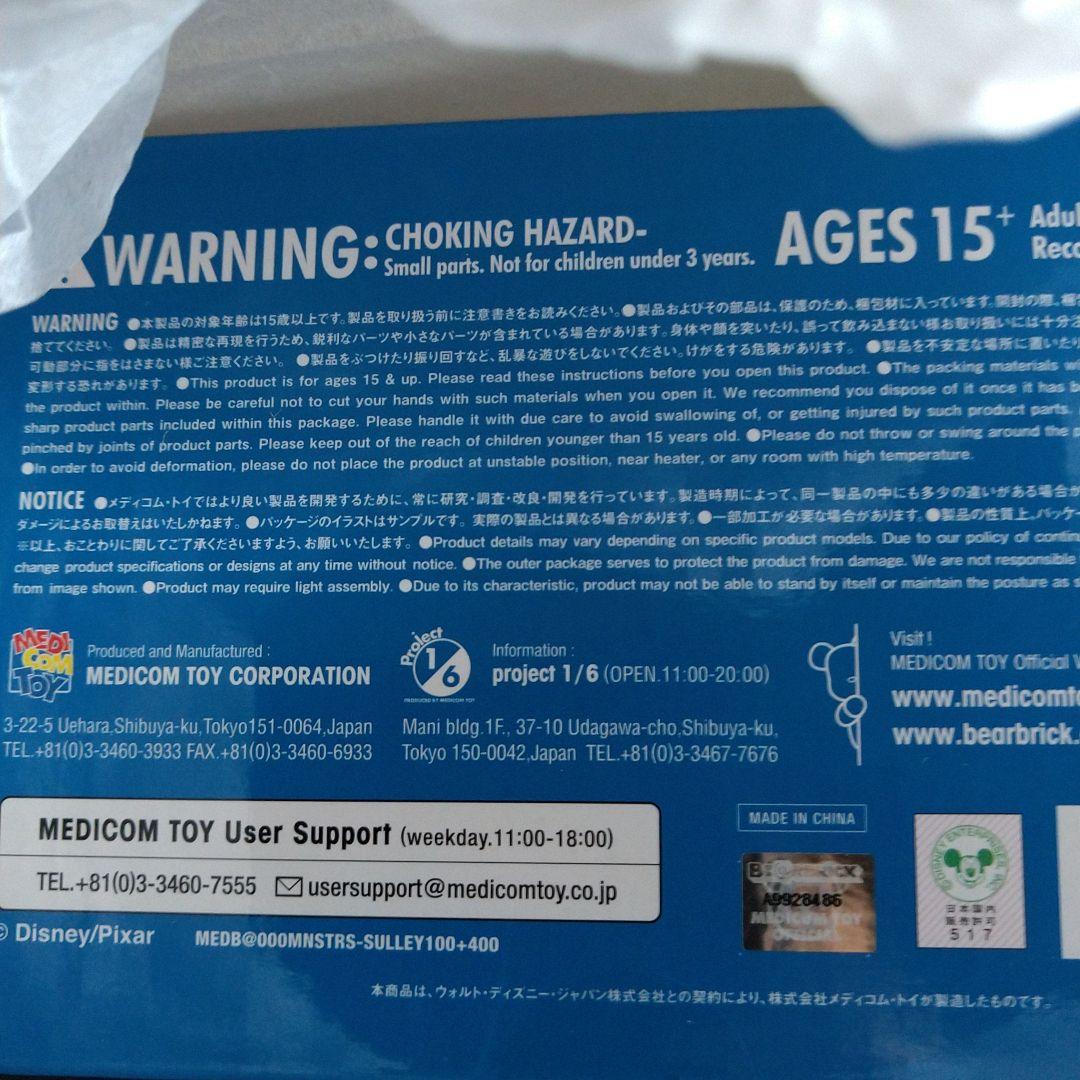 WARNING: CHOKING HAZARD-
Small parts. Not for children under 3 years.
AGES 15+
WARNING ●本製品の対象年齢は15歳以上です。製品を取り扱う前に注意書きをお読みください。●製品およびその部品は、保護のため、梱包材に入っています。開封の際、
捨ててください。 ●製品は精密な再現を行うため、鋭利なパーツや小さなパーツが含まれている場合があります。身体や顔を突いたり、誤って飲み込まない様お取り扱いには十分
可動部分に指をはさまない様ご注意ください。 ●製品をぶつけたり振り回すなど、乱暴な遊びをしないでください。けがをする危険があります。 ●製品を不安定な場所に置いたり
変形する恐れがあります。 ●This product is for ages 15 & up. Please read these instructions before you open this product. ●The packing materials
the product within. Please be careful not to cut your hands with such materials when you open it. We recommend you dispose of it once it has
sharp product parts included within this package. Please handle it with due care to avoid swallowing of, or getting injured by such product parts.
pinched by joints of product parts. Please keep out of the reach of children younger than 15 years old. ●Please do not throw or swing around the
●In order to avoid deformation, please do not place the product at unstable position, near heater, or any room with high temperature.
NOTICE ●メディコム・トイではより良い製品を開発するために、常に研究・調査・改良・開発を行っています。製造時期によって、同一製品の中にも多少の違いがある場合が
ダメージによるお取替えはいたしかねます。●パッケージのイラストはサンプルです。 実際の製品とは異なる場合があります。●一部加工が必要な場合があります。●製品の性質上、パッケー
※以上、おことわりに関してご了承くださいますよう、お願いいたします。 ●Product details may vary depending on specific product models. Due to our policy of
change product specifications or designs at any time without notice. ●The outer package serves to protect the product from damage. We are not responsible
from image shown. ●Product may require light assembly. ●Due to its characteristic, product may not be able to stand by itself or maintain the posture as
MEDI COM TOY
Produced and Manufactured :
MEDICOM TOY CORPORATION
3-22-5 Uehara,Shibuya-ku,Tokyo151-0064,Japan
TEL.+81(0)3-3460-3933 FAX.+81(0)3-3460-6933
Project 1/6
PRODUCED BY MEDICOM TOY
Information :
project 1/6 (OPEN.11:00-20:00)
Mani bldg.1F., 37-10 Udagawa-cho,Shibuya-ku,
Tokyo 150-0042,Japan TEL.+81(0)3-3467-7676
Visit !
MEDICOM TOY Official
www.medicomto
www.bearbrick.
MEDICOM TOY User Support (weekday.11:00-18:00)
TEL.+81(0)3-3460-7555 usersupport@medicomtoy.co.jp
© Disney/Pixar MEDB@000MNSTRS-SULLEY100+400
MADE IN CHINA
BE@RBRICK
A9928486
MEDICOM TOY
OFFICIAL
©DISNEY ENTERPRISES, INC.
日本国内
販売許可
517
本商品は、ウォルト・ディズニー・ジャパン株式会社との契約により、株式会社メディコム・トイが製造したものです。